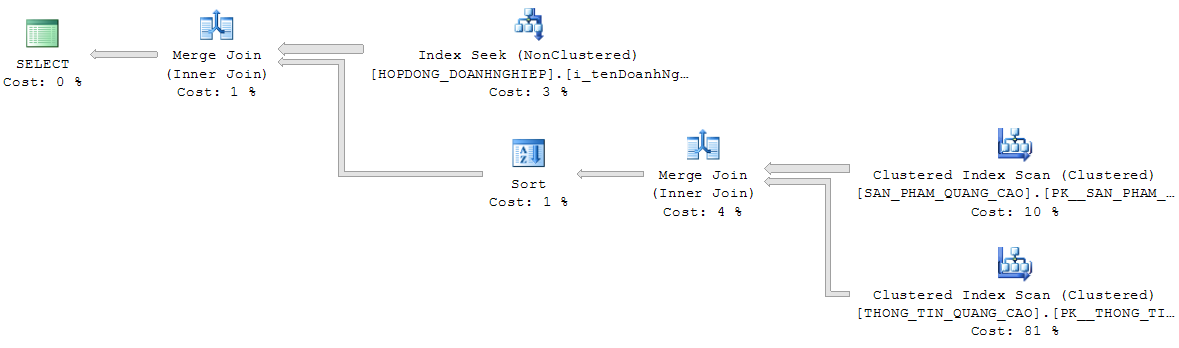 SELECT
Cost: 0 %
Merge Join
(Inner Join)
Cost: 1 %
Index Seek (NonClustered)
[HOPDONG_DOANHNGHIEP].[i_tenDoanhNg…
Cost: 3 %
Sort
Cost: 1 %
Merge Join
(Inner Join)
Cost: 4 %
Clustered Index Scan (Clustered)
[SAN_PHAM_QUANG_CAO].[PK__SAN_PHAM_…
Cost: 10 %
Clustered Index Scan (Clustered)
[THONG_TIN_QUANG_CAO].[PK__THONG_TI…
Cost: 81 %